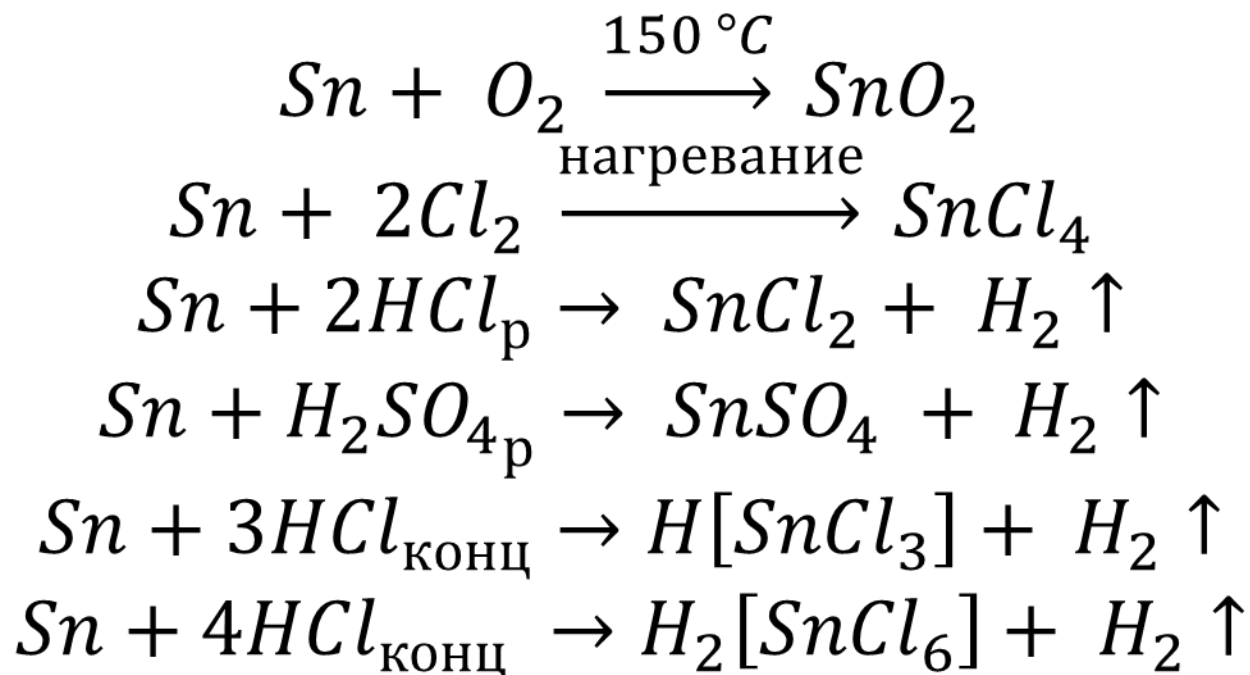 Sn + O₂ 150 °C ⟶ SnO₂
Sn + 2Cl₂ нагревание ⟶ SnCl₄
Sn + 2HClр → SnCl₂ + H₂ ↑
Sn + H₂SO₄р → SnSO₄ + H₂ ↑
Sn + 3HClконц → H[SnCl₃] + H₂ ↑
Sn + 4HClконц → H₂[SnCl₆] + H₂ ↑